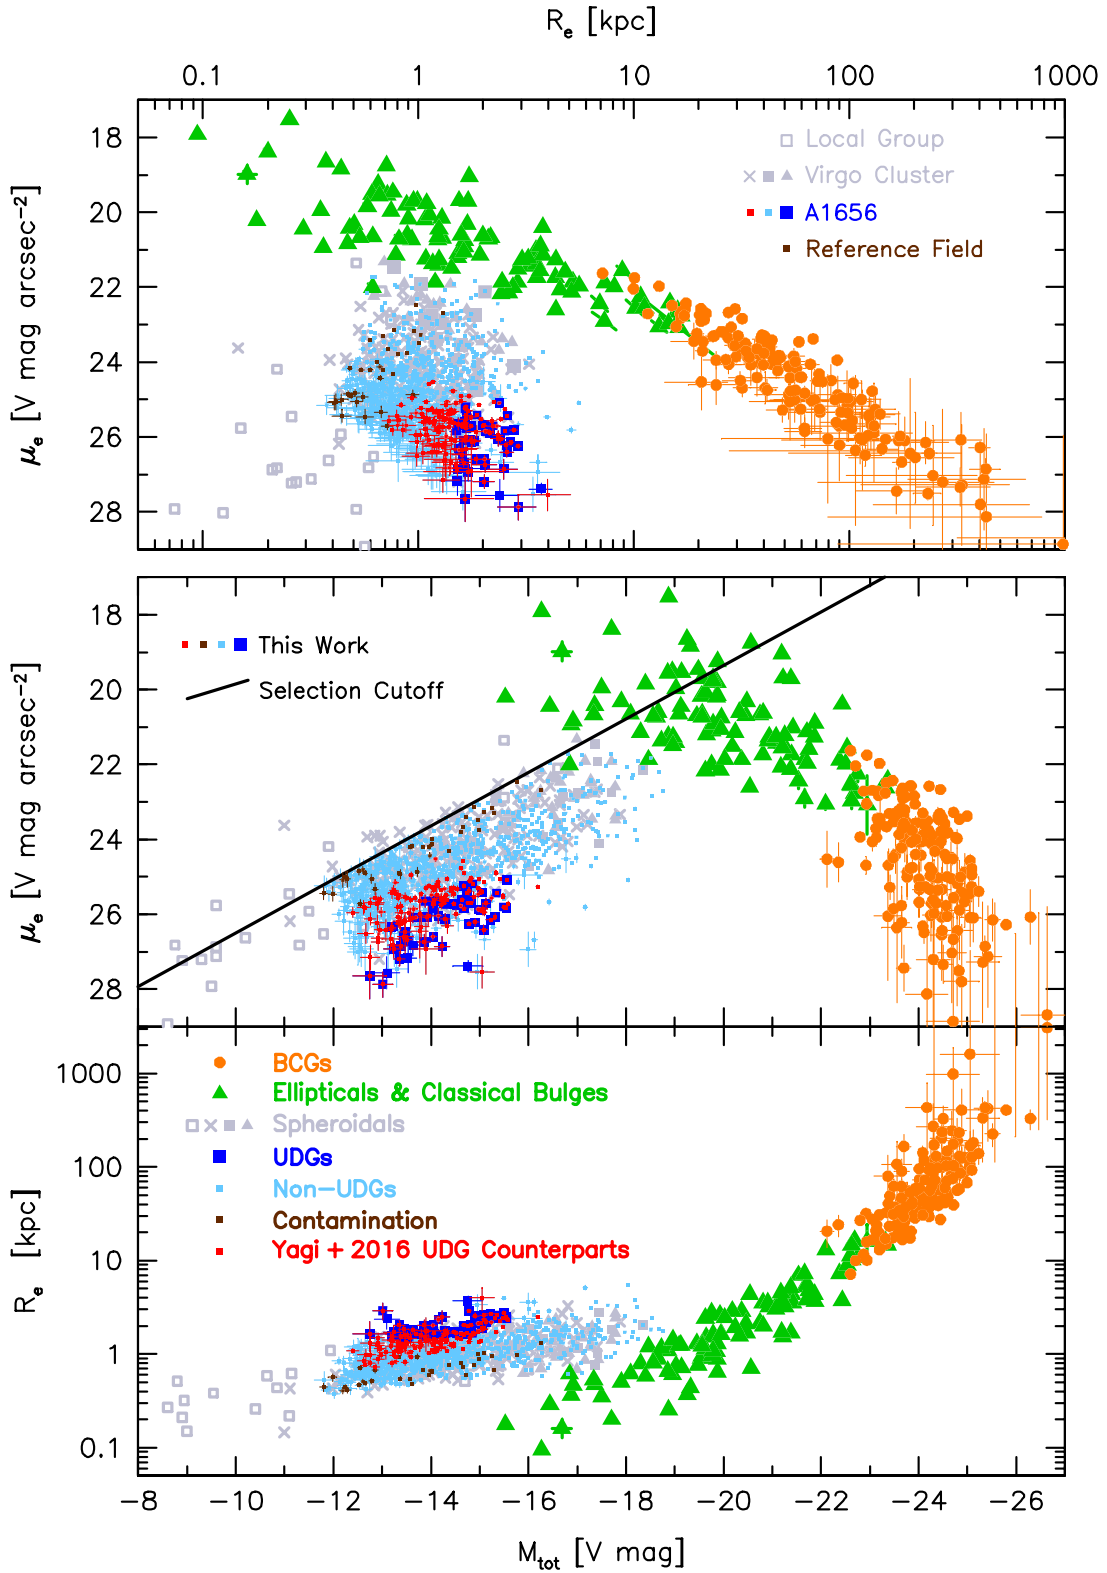 R_e [kpc]
0.1 1 10 100 1000
18
20
22
24
26
28
μ_e [V mag arcsec⁻²]
Local Group
Virgo Cluster
A1656
Reference Field
18
20
22
24
26
28
μ_e [V mag arcsec⁻²]
This Work
Selection Cutoff
1000
100
10
1
0.1
R_e [kpc]
BCGs
Ellipticals & Classical Bulges
Spheroidals
UDGs
Non-UDGs
Contamination
Yagi + 2016 UDG Counterparts
-8 -10 -12 -14 -16 -18 -20 -22 -24 -26
M_tot [V mag]